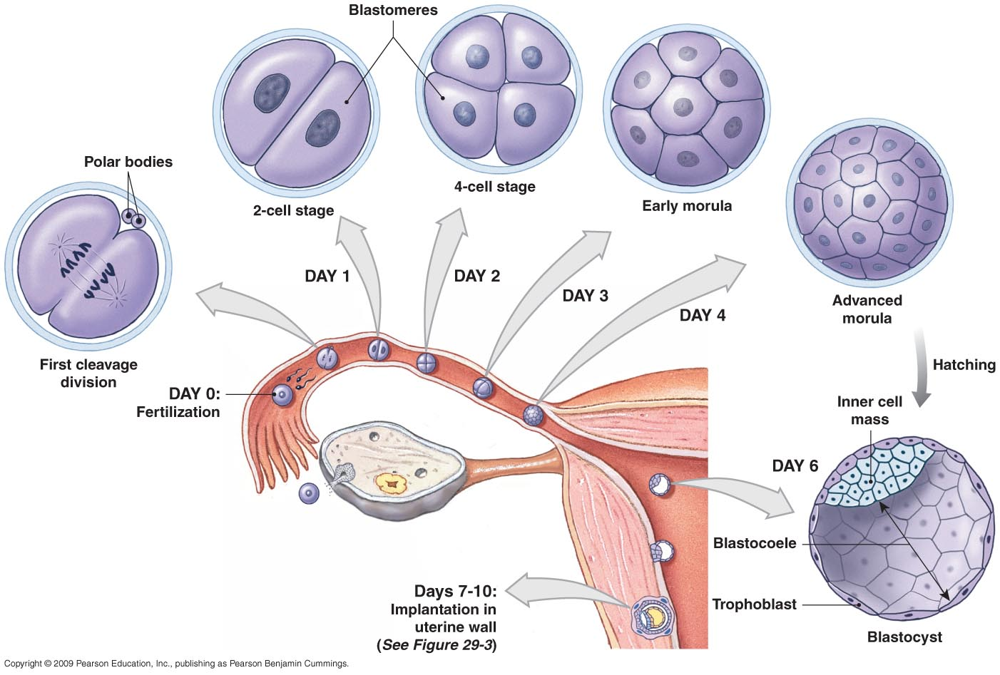 Blastomeres
Polar bodies
2-cell stage
4-cell stage
Early morula
Advanced
morula
First cleavage
division
DAY 1
DAY 2
DAY 3
DAY 4
DAY 0:
Fertilization
Hatching
Inner cell
mass
DAY 6
Blastocoele
Trophoblast
Blastocyst
Days 7-10:
Implantation in
uterine wall
(See Figure 29-3)
Copyright © 2009 Pearson Education, Inc., publishing as Pearson Benjamin Cummings.